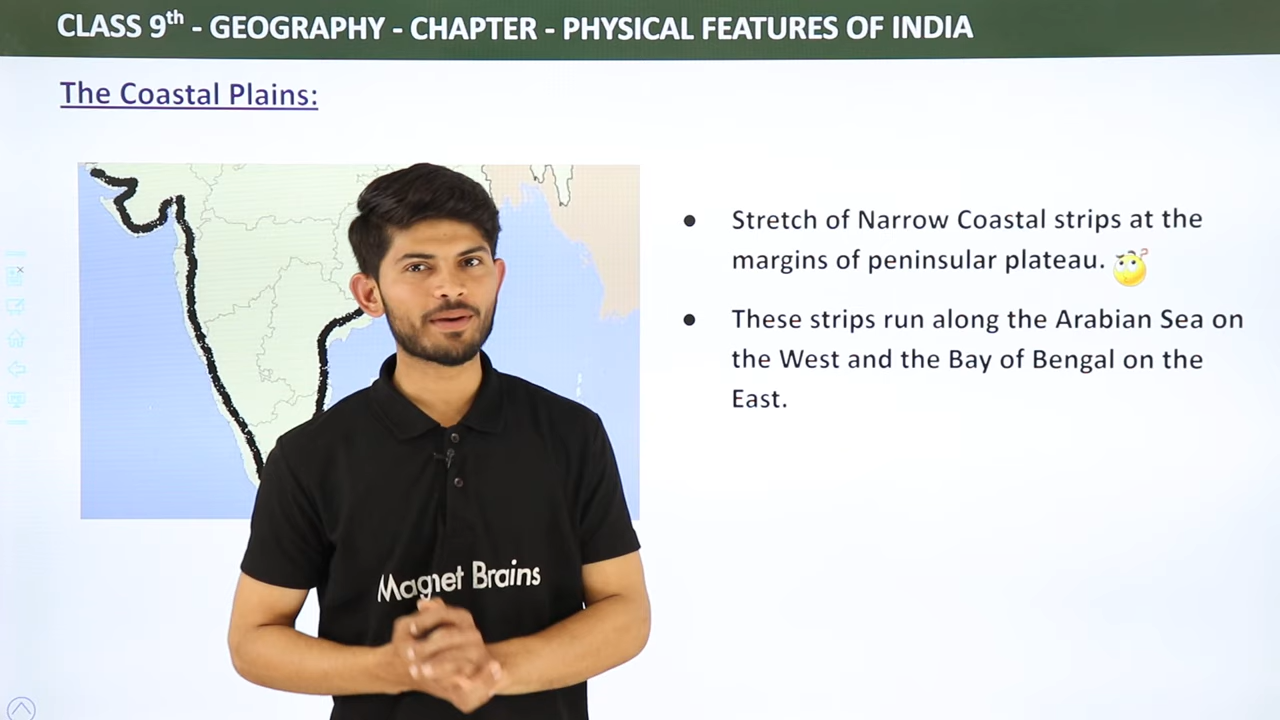 CLASS 9th - GEOGRAPHY - CHAPTER - PHYSICAL FEATURES OF INDIA
The Coastal Plains:
● Stretch of Narrow Coastal strips at the
margins of peninsular plateau.
● These strips run along the Arabian Sea on
the West and the Bay of Bengal on the
East.
Magnet Brains